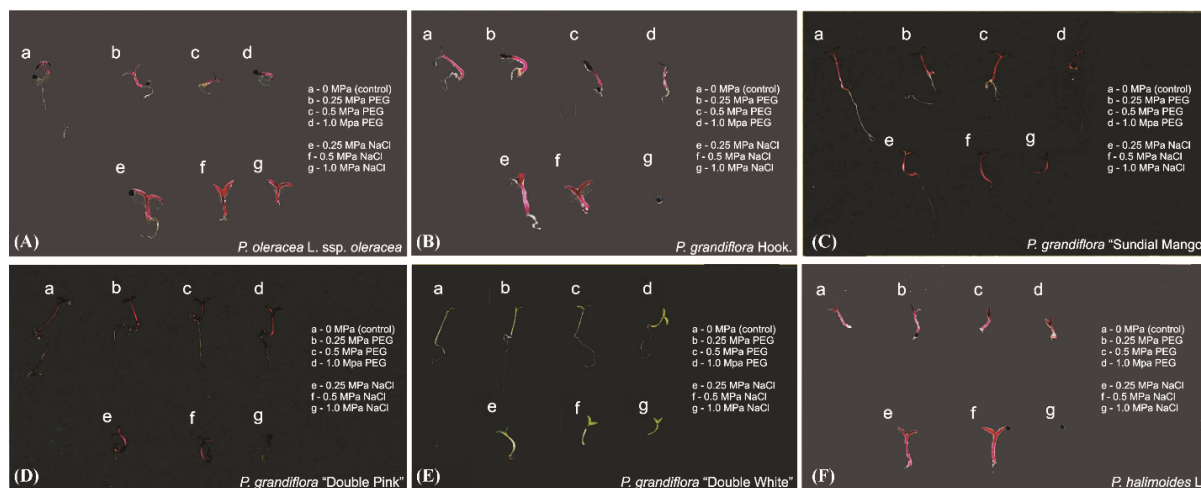 a b c d
a - 0 MPa (control)
b - 0.25 MPa PEG
c - 0.5 MPa PEG
d - 1.0 Mpa PEG
e - 0.25 MPa NaCl
f - 0.5 MPa NaCl
g - 1.0 MPa NaCl
e f g
(A) P. oleracea L. ssp. oleracea
a b c d
a - 0 MPa (control)
b - 0.25 MPa PEG
c - 0.5 MPa PEG
d - 1.0 Mpa PEG
e - 0.25 MPa NaCl
f - 0.5 MPa NaCl
g - 1.0 MPa NaCl
e f g
(B) P. grandiflora Hook.
a b c d
a - 0 MPa (control)
b - 0.25 MPa PEG
c - 0.5 MPa PEG
d - 1.0 Mpa PEG
e - 0.25 MPa NaCl
f - 0.5 MPa NaCl
g - 1.0 MPa NaCl
e f g
(C) P. grandiflora “Sundial Mango
a b c d
a - 0 MPa (control)
b - 0.25 MPa PEG
c - 0.5 MPa PEG
d - 1.0 Mpa PEG
e - 0.25 MPa NaCl
f - 0.5 MPa NaCl
g - 1.0 MPa NaCl
e f g
(D) P. grandiflora “Double Pink”
a b c d
a - 0 MPa (control)
b - 0.25 MPa PEG
c - 0.5 MPa PEG
d - 1.0 Mpa PEG
e - 0.25 MPa NaCl
f - 0.5 MPa NaCl
g - 1.0 MPa NaCl
e f g
(E) P. grandiflora “Double White”
a b c d
a - 0 MPa (control)
b - 0.25 MPa PEG
c - 0.5 MPa PEG
d - 1.0 Mpa PEG
e - 0.25 MPa NaCl
f - 0.5 MPa NaCl
g - 1.0 MPa NaCl
e f g
(F) P. halimoides L